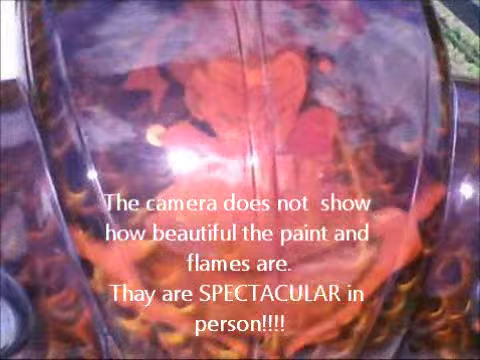 The camera does not  show
how beautiful the paint and
flames are.
Thay are SPECTACULAR in
person!!!!